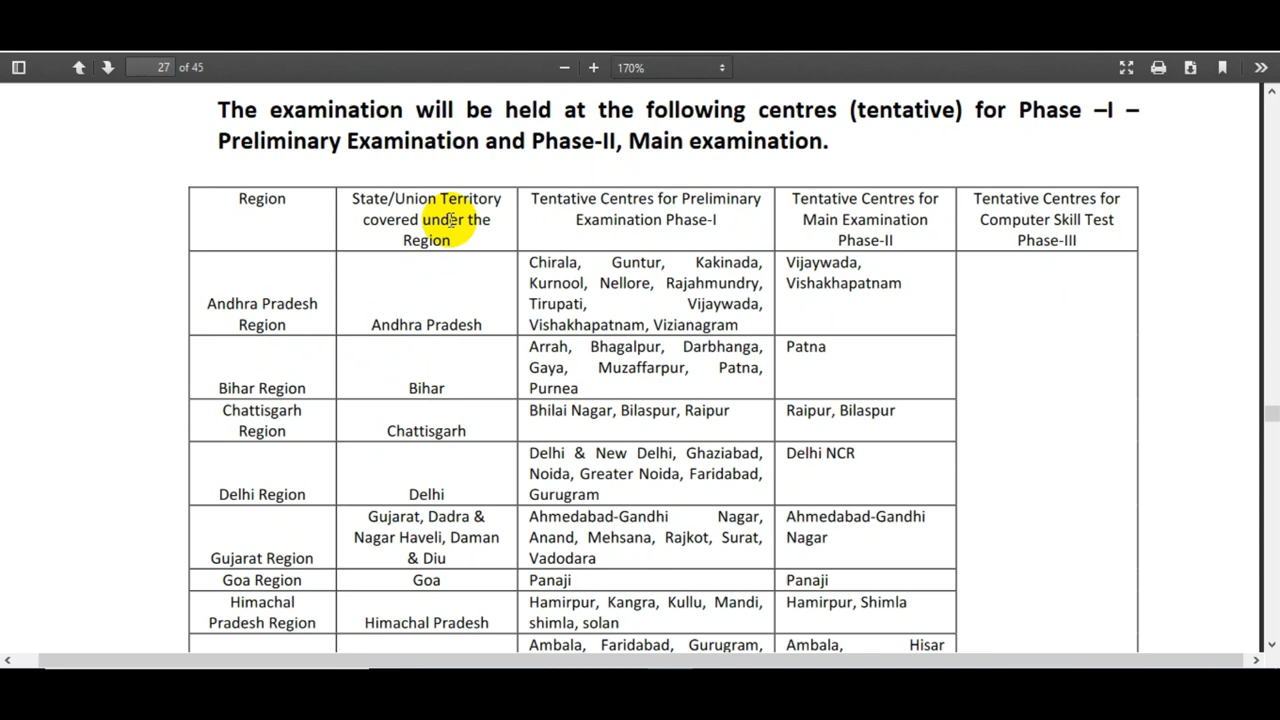 27 of 45
170%
The examination will be held at the following centres (tentative) for Phase –I –
Preliminary Examination and Phase-II, Main examination.
Region
State/Union Territory
covered under the
Region
Tentative Centres for Preliminary
Examination Phase-I
Tentative Centres for
Main Examination
Phase-II
Tentative Centres for
Computer Skill Test
Phase-III
Andhra Pradesh
Region
Andhra Pradesh
Chirala, Guntur, Kakinada,
Kurnool, Nellore, Rajahmundry,
Tirupati, Vijaywada,
Vishakhapatnam, Vizianagram
Vijaywada,
Vishakhapatnam
Bihar Region
Bihar
Arrah, Bhagalpur, Darbhanga,
Gaya, Muzaffarpur, Patna,
Purnea
Patna
Chattisgarh
Region
Chattisgarh
Bhilai Nagar, Bilaspur, Raipur
Raipur, Bilaspur
Delhi Region
Delhi
Delhi & New Delhi, Ghaziabad,
Noida, Greater Noida, Faridabad,
Gurugram
Delhi NCR
Gujarat Region
Gujarat, Dadra &
Nagar Haveli, Daman
& Diu
Ahmedabad-Gandhi Nagar,
Anand, Mehsana, Rajkot, Surat,
Vadodara
Ahmedabad-Gandhi
Nagar
Goa Region
Goa
Panaji
Panaji
Himachal
Pradesh Region
Himachal Pradesh
Hamirpur, Kangra, Kullu, Mandi,
shimla, solan
Hamirpur, Shimla
Ambala, Faridabad, Gurugram,
Ambala, Hisar